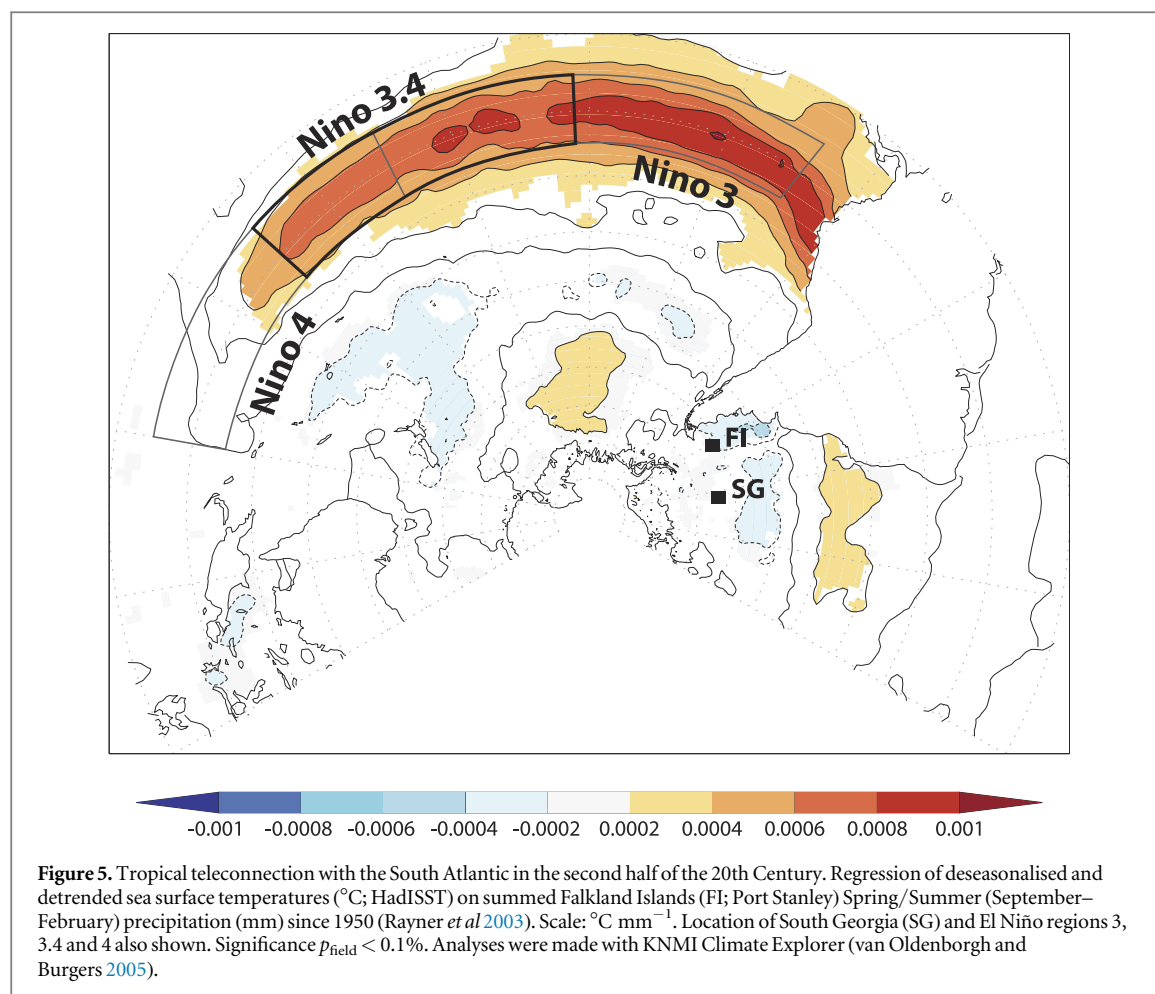 Nino 3.4
Nino 3
Nino 4
FI
SG
-0.001 -0.0008 -0.0006 -0.0004 -0.0002 0.0002 0.0004 0.0006 0.0008 0.001
Figure 5. Tropical teleconnection with the South Atlantic in the second half of the 20th Century. Regression of deseasonalised and
detrended sea surface temperatures (°C; HadISST) on summed Falkland Islands (FI; Port Stanley) Spring/Summer (September–
February) precipitation (mm) since 1950 (Rayner et al 2003). Scale: °C mm−1. Location of South Georgia (SG) and El Niño regions 3,
3.4 and 4 also shown. Significance pfield < 0.1%. Analyses were made with KNMI Climate Explorer (van Oldenborgh and
Burgers 2005).